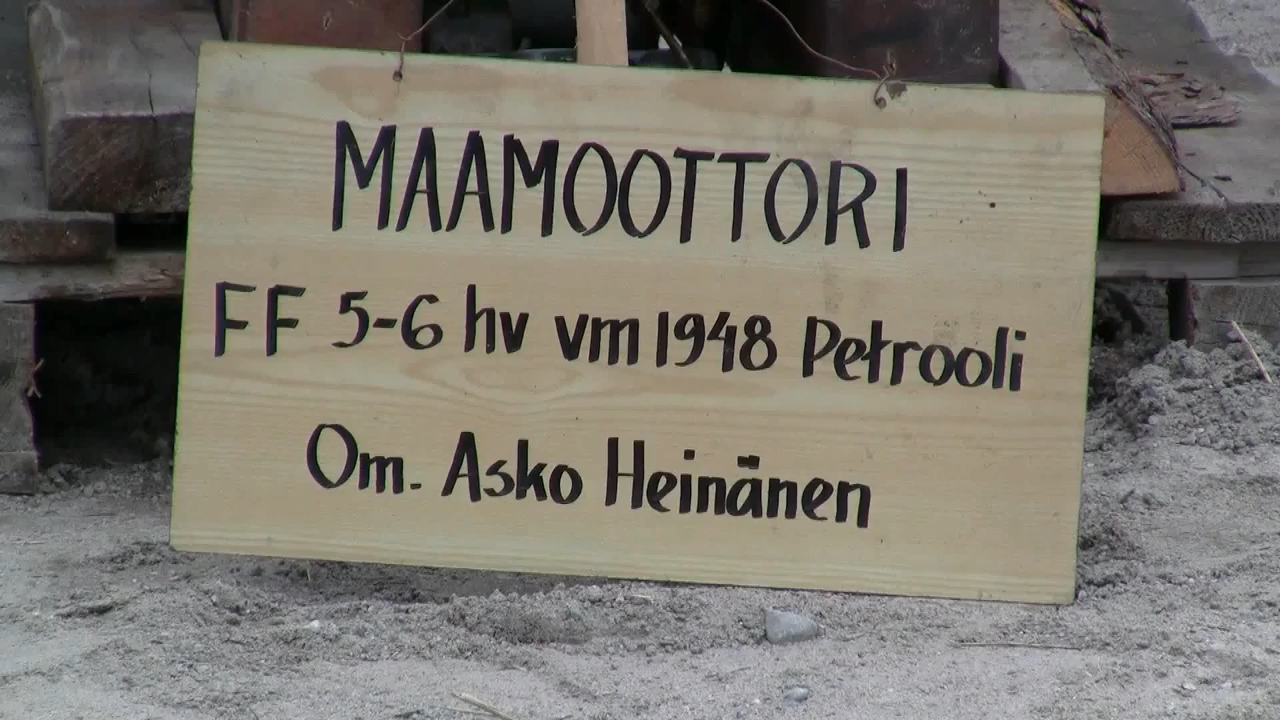 MAAMOOTTORI
FF 5-6 hv vm 1948 Petrooli
Om. Asko Heinänen